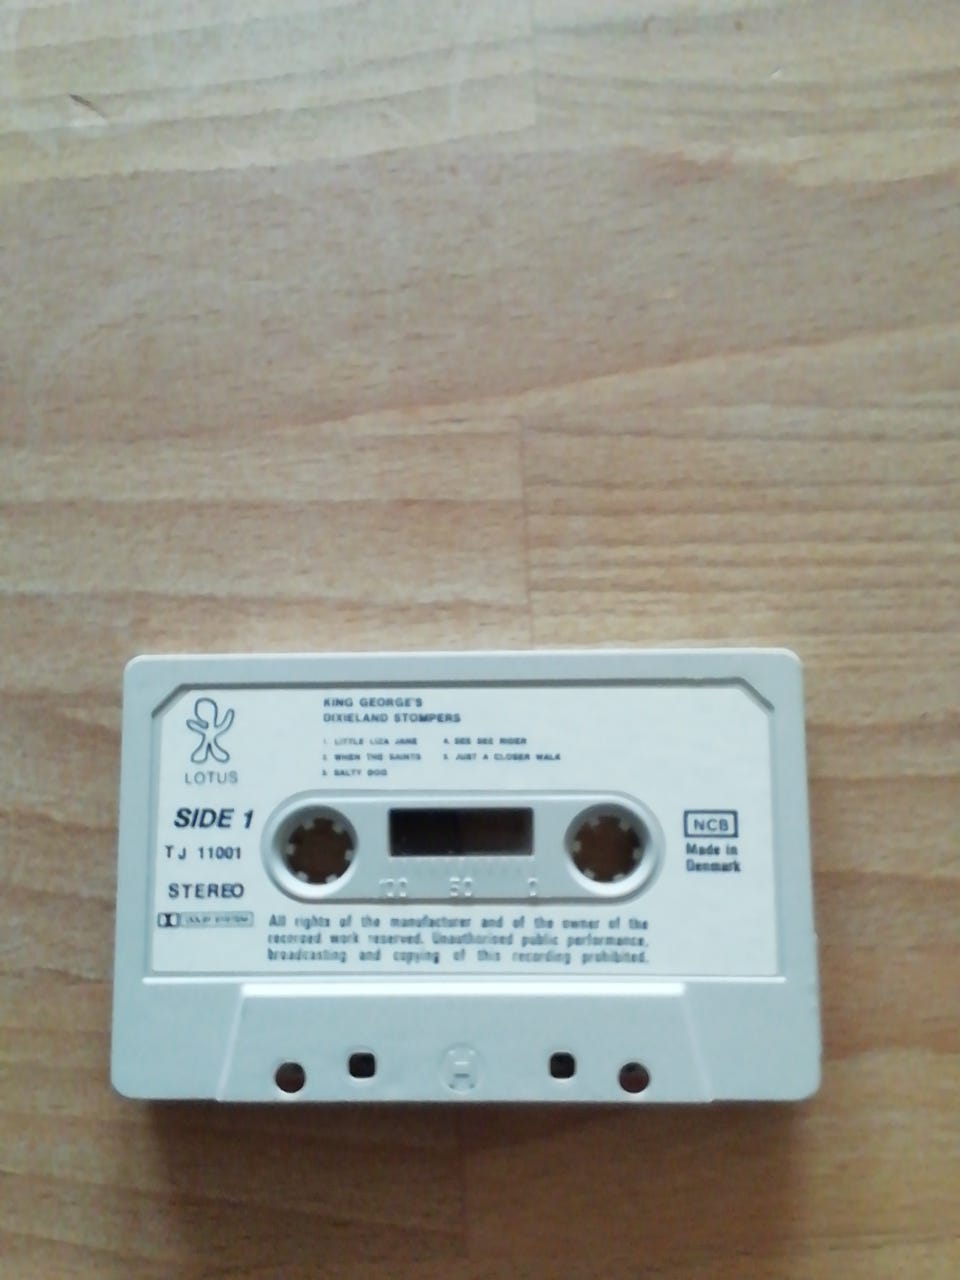 KING GEORGE'S
DIXIELAND STOMPERS
1. LITTLE LIZA JANE
2. WHEN THE SAINTS
3. SALTY DOG
4. SEE SEE RIDER
5. JUST A CLOSER WALK
LOTUS
SIDE 1
TJ 11001
STEREO
DOLBY SYSTEM
100 50 0
NCB
Made in
Denmark
All rights of the manufacturer and of the owner of the
recorded work reserved. Unauthorised public performance,
broadcasting and copying of this recording prohibited.